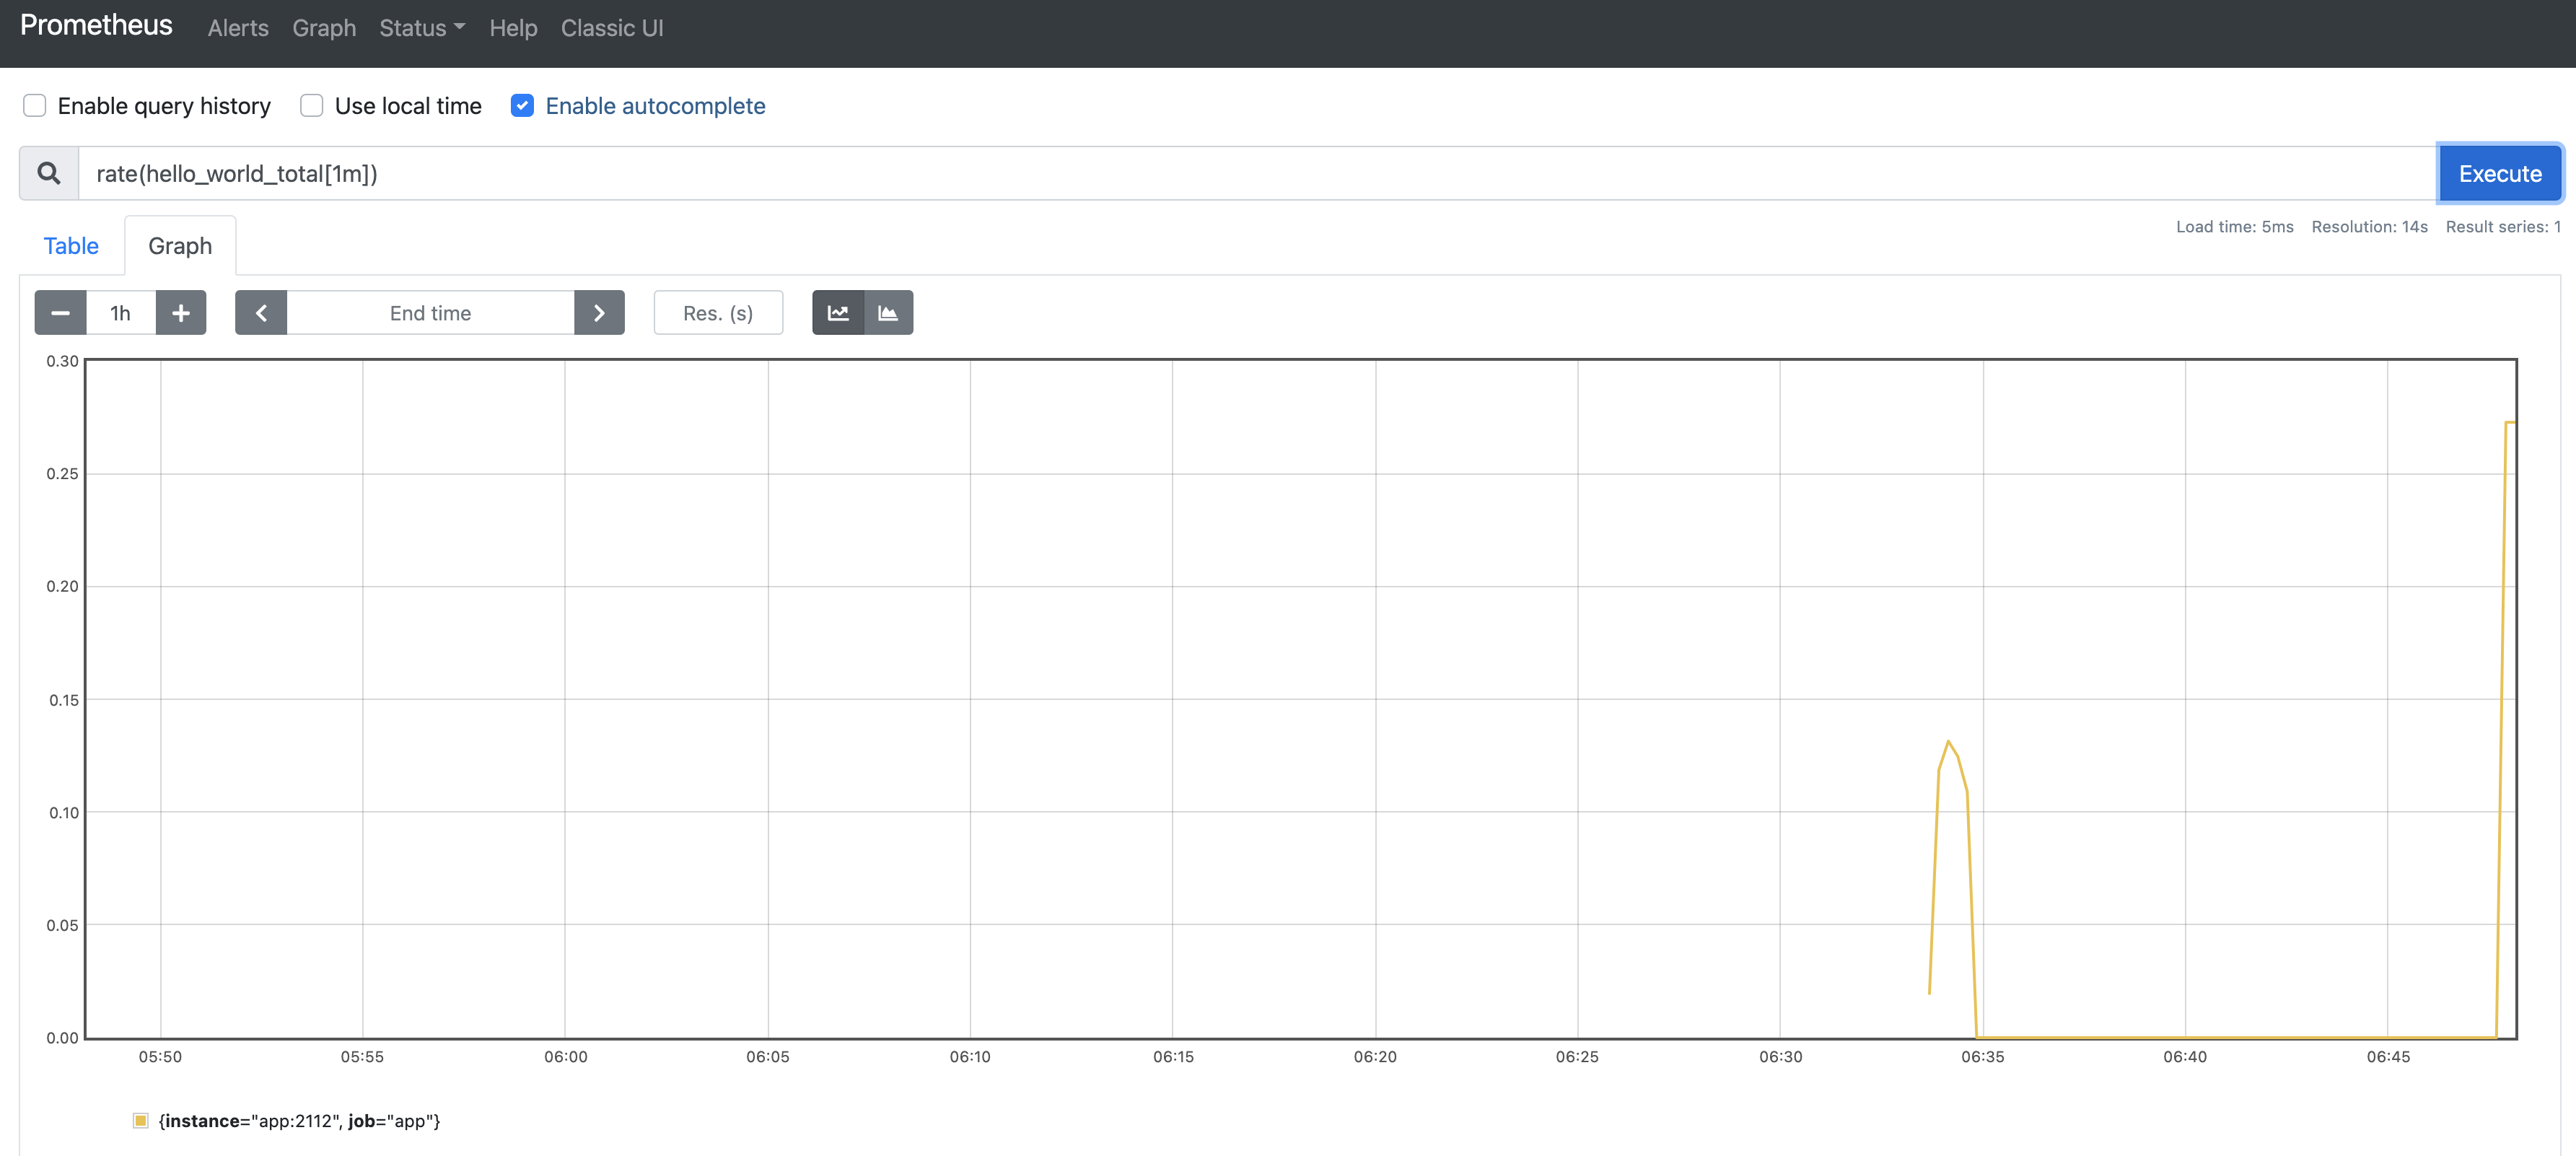 Prometheus Alerts Graph Status Help Classic UI
Enable query history Use local time Enable autocomplete
rate(hello_world_total[1m]) Execute
Load time: 5ms Resolution: 14s Result series: 1
Table Graph
1h End time Res. (s)
0.30
0.25
0.20
0.15
0.10
0.05
0.00
05:50 05:55 06:00 06:05 06:10 06:15 06:20 06:25 06:30 06:35 06:40 06:45
{instance="app:2112", job="app"}